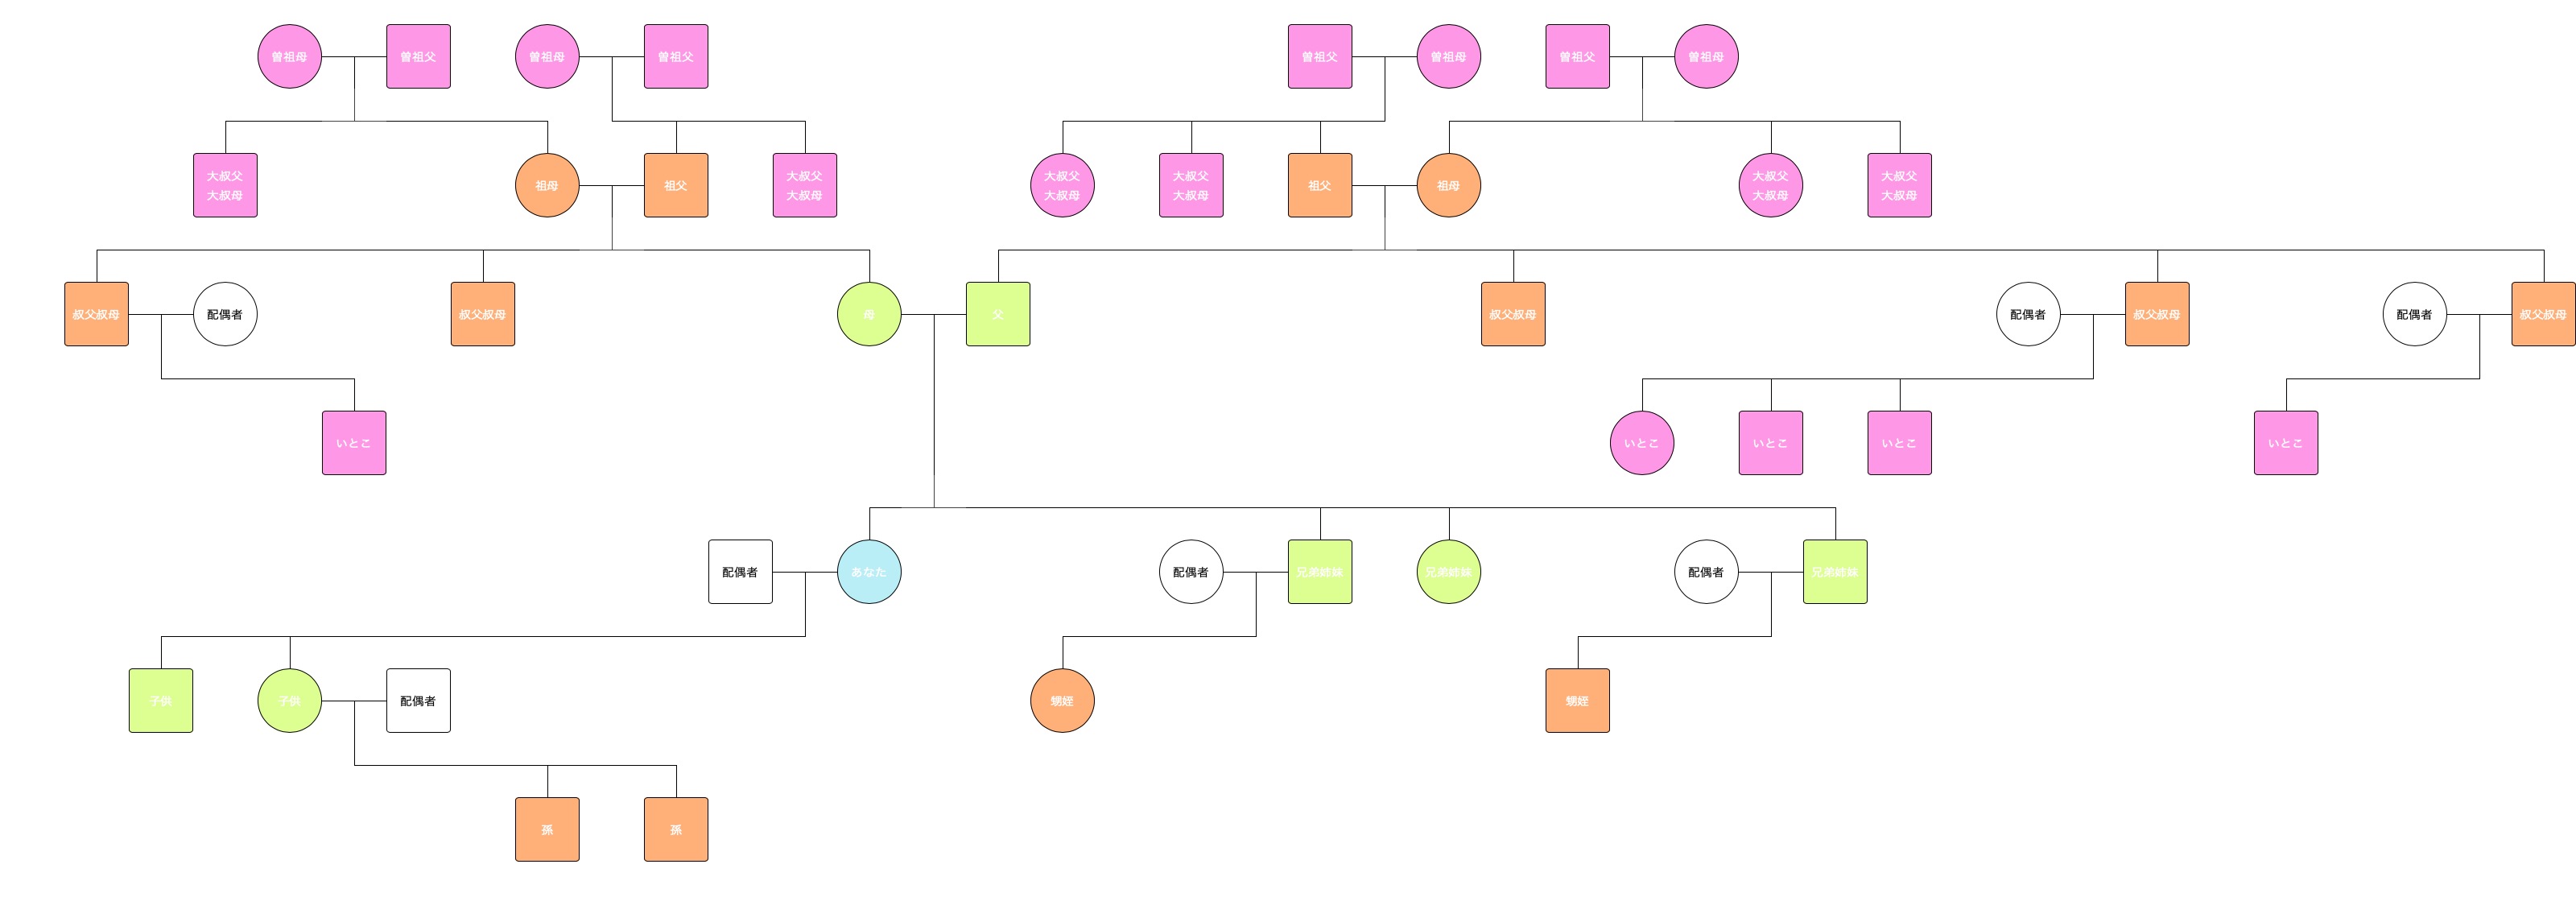 曽祖母
曽祖父
曽祖母
曽祖父
曽祖父
曽祖母
曽祖父
曽祖母
大叔父
大叔母
祖母
祖父
大叔父
大叔母
大叔父
大叔母
大叔父
大叔母
祖父
祖母
大叔父
大叔母
大叔父
大叔母
叔父叔母
配偶者
叔父叔母
母
父
叔父叔母
配偶者
叔父叔母
配偶者
叔父叔母
いとこ
いとこ
いとこ
いとこ
いとこ
配偶者
あなた
配偶者
兄弟姉妹
兄弟姉妹
配偶者
兄弟姉妹
子供
子供
配偶者
甥姪
甥姪
孫
孫